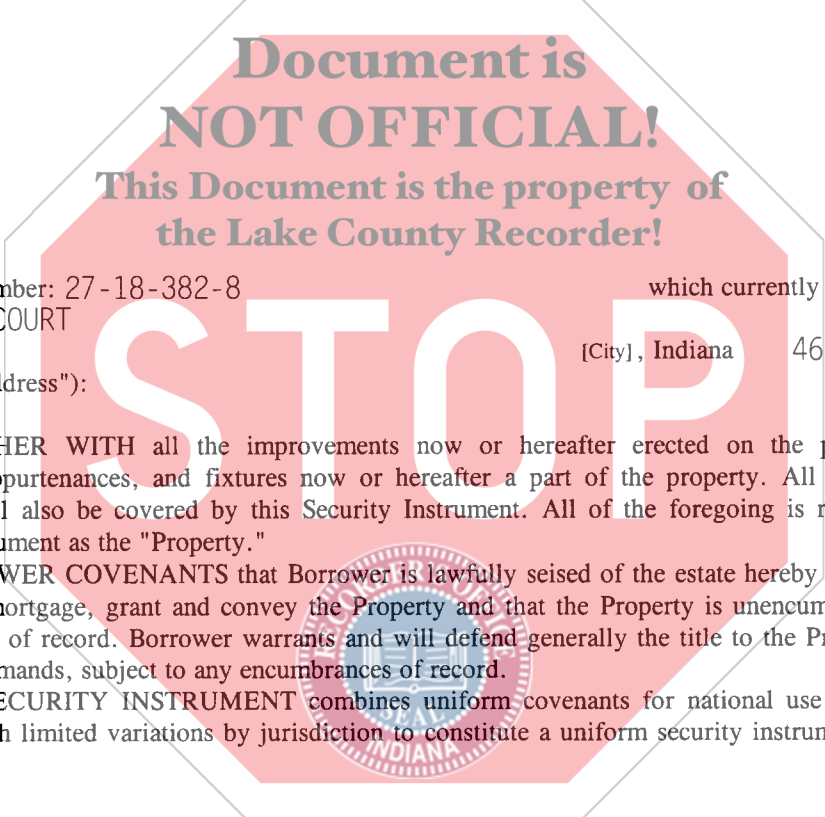 Document is
NOT OFFICIAL!
This Document is the property of
the Lake County Recorder!
mber: 27-18-382-8 which currently
COURT
[City], Indiana 46
ldress"):
STOP
HER WITH all the improvements now or hereafter erected on the p
ppurtenances, and fixtures now or hereafter a part of the property. All
l also be covered by this Security Instrument. All of the foregoing is r
ument as the "Property."
WER COVENANTS that Borrower is lawfully seised of the estate hereby
nortgage, grant and convey the Property and that the Property is unencum
of record. Borrower warrants and will defend generally the title to the Pr
mands, subject to any encumbrances of record.
ECURITY INSTRUMENT combines uniform covenants for national use
h limited variations by jurisdiction to constitute a uniform security instrun
SEAL
INDIANA